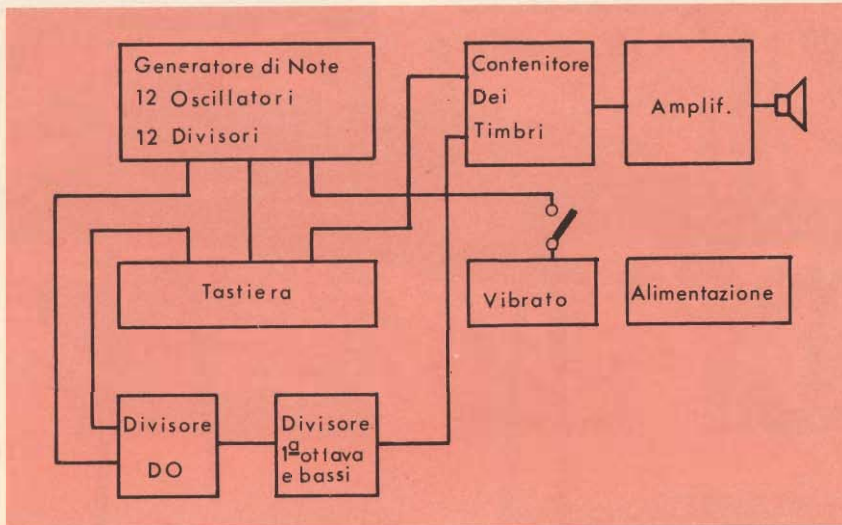 Generatore di Note
12 Oscillatori
12 Divisori
Contenitore
Dei
Timbri
Amplif.
Tastiera
Vibrato
Alimentazione
Divisore
DO
Divisore
1ª ottava
e bassi